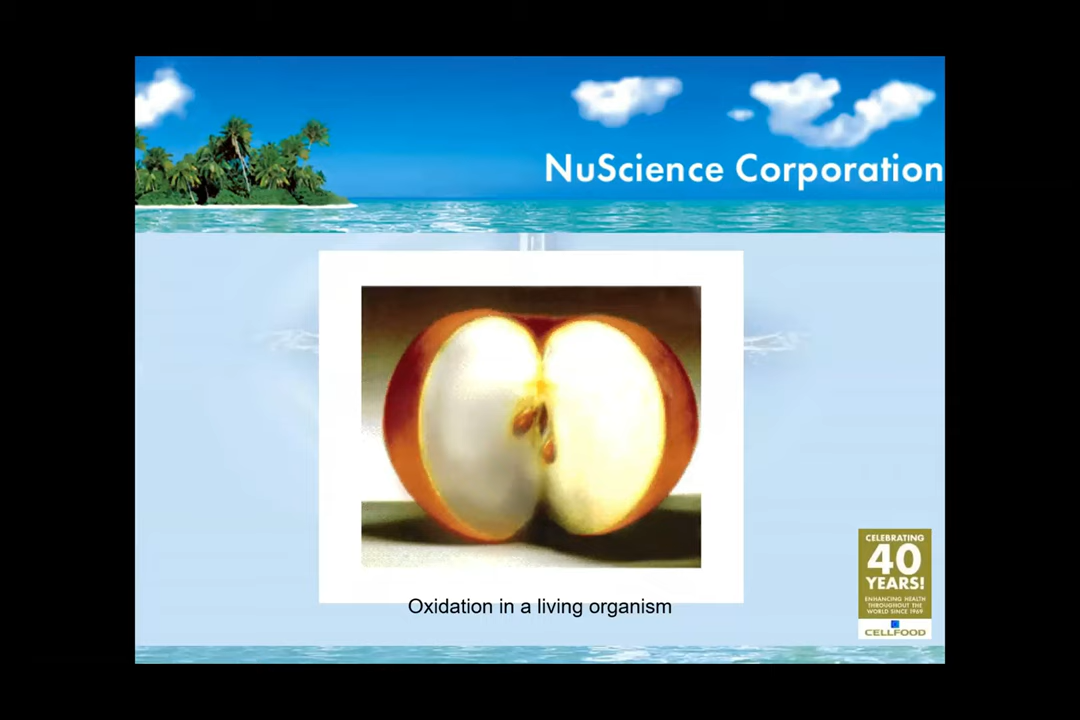 NuScience Corporation
Oxidation in a living organism
CELEBRATING
40
YEARS!
ENHANCING HEALTH
THROUGHOUT THE
WORLD SINCE 1969
CELLFOOD